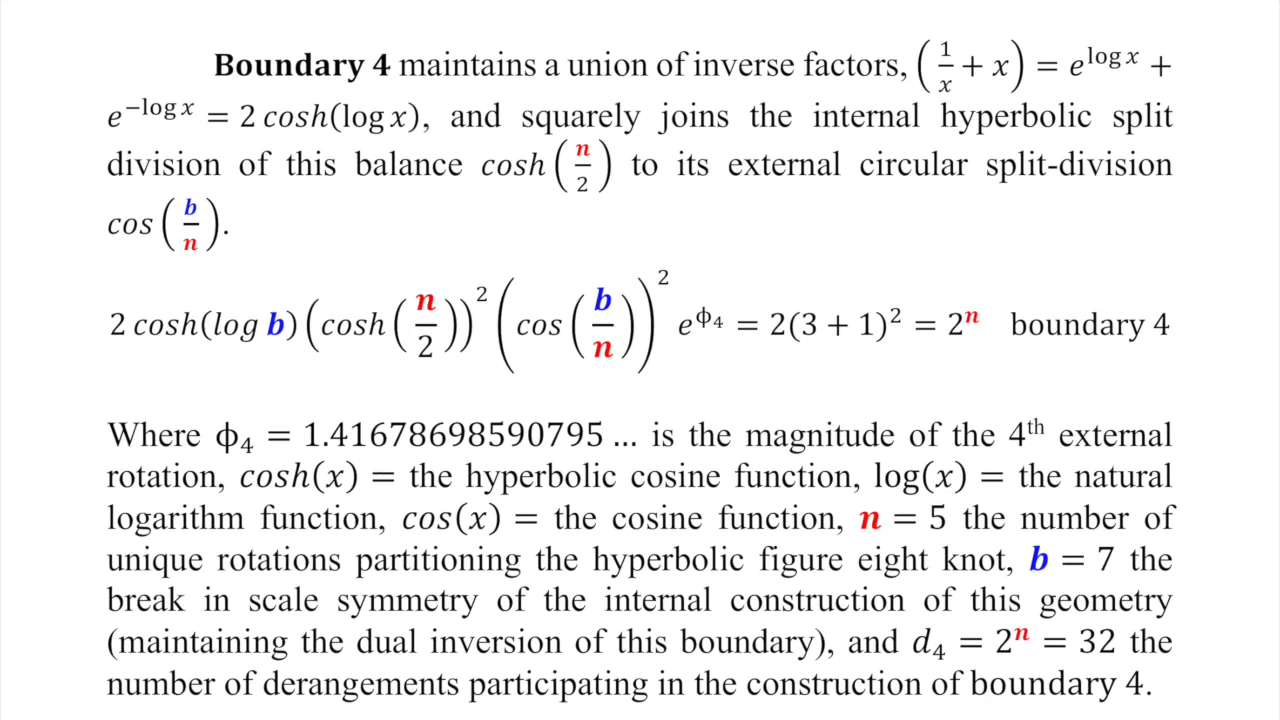 Boundary 4 maintains a union of inverse factors, (1/x + x) = e^{log x} +
e^{−log x} = 2 cosh(log x), and squarely joins the internal hyperbolic split
division of this balance cosh(n/2) to its external circular split-division
cos(b/n).
2 cosh(log b)(cosh(n/2))^2 (cos(b/n))^2 e^{ϕ_4} = 2(3 + 1)^2 = 2^n boundary 4
Where ϕ_4 = 1.41678698590795 ... is the magnitude of the 4^{th} external
rotation, cosh(x) = the hyperbolic cosine function, log(x) = the natural
logarithm function, cos(x) = the cosine function, n = 5 the number of
unique rotations partitioning the hyperbolic figure eight knot, b = 7 the
break in scale symmetry of the internal construction of this geometry
(maintaining the dual inversion of this boundary), and d_4 = 2^n = 32 the
number of derangements participating in the construction of boundary 4.